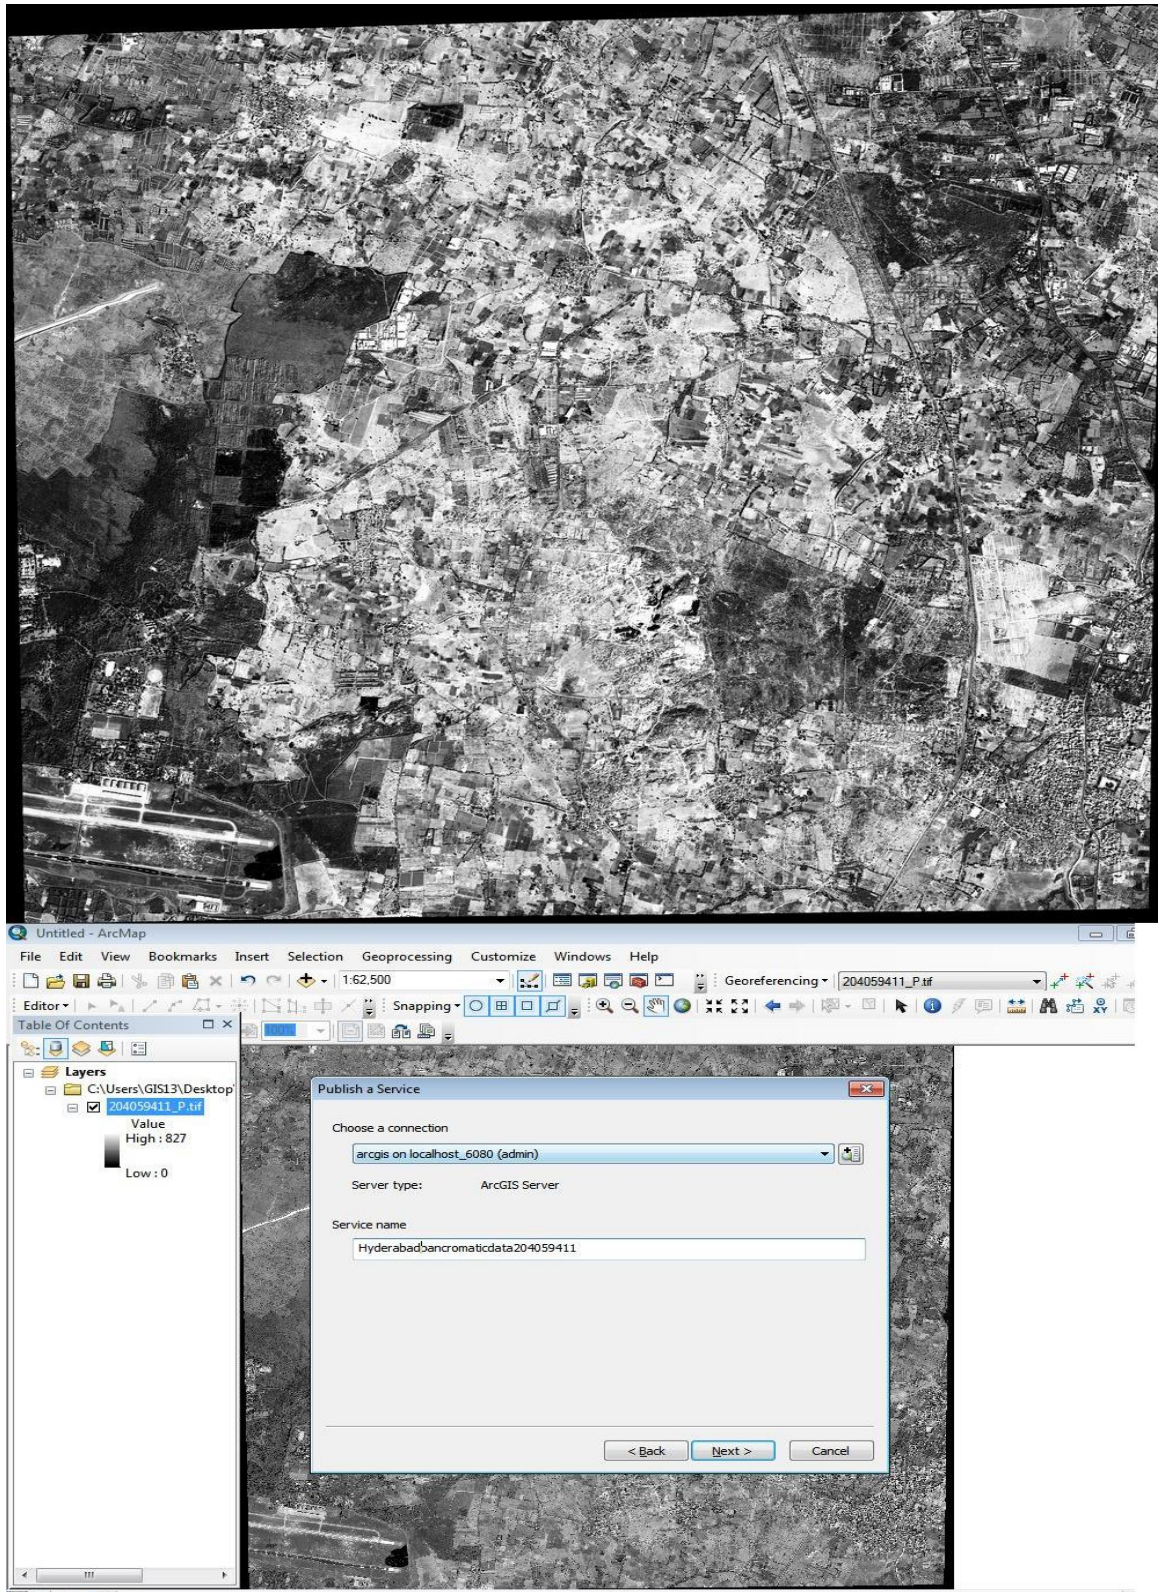 Untitled - ArcMap
File Edit View Bookmarks Insert Selection Geoprocessing Customize Windows Help
1:62,500 Georeferencing 204059411_P.tif
Editor Snapping
Table Of Contents
100%
Layers
C:\Users\GIS13\Desktop
204059411_P.tif
Value
High : 827
Low : 0
Publish a Service
Choose a connection
arcgis on localhost_6080 (admin)
Server type: ArcGIS Server
Service name
Hyderabadpancromaticdata204059411
< Back Next > Cancel